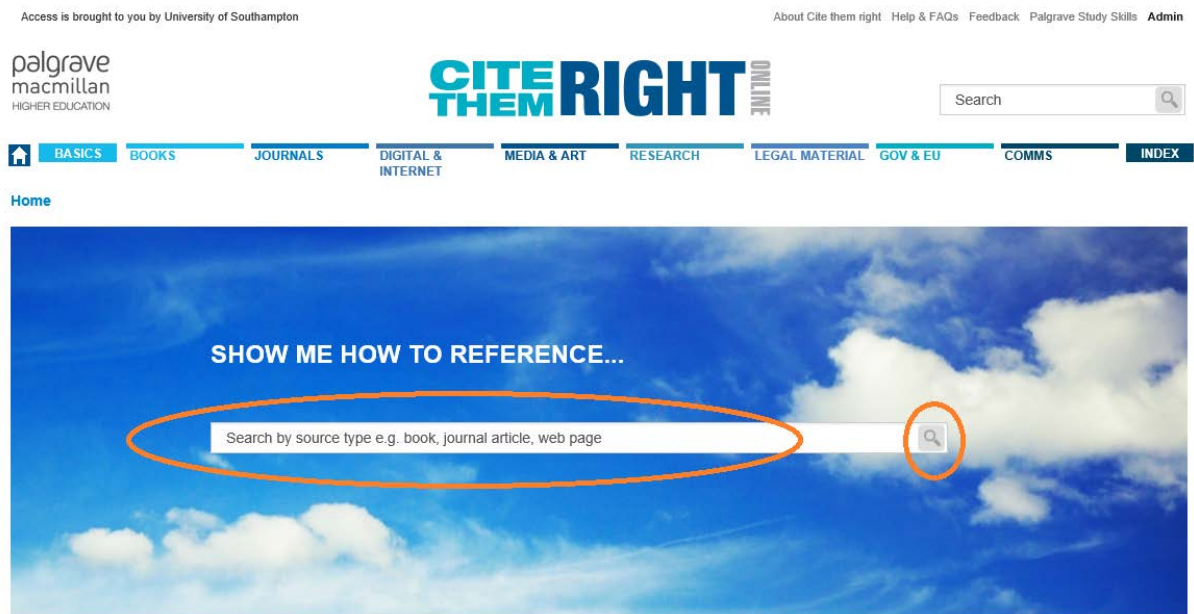 Access is brought to you by University of Southampton
About Cite them right Help & FAQs Feedback Palgrave Study Skills Admin
palgrave
macmillan
HIGHER EDUCATION
CITE THEM RIGHT ONLINE
Search
BASICS BOOKS JOURNALS DIGITAL & INTERNET MEDIA & ART RESEARCH LEGAL MATERIAL GOV & EU COMMS INDEX
Home
SHOW ME HOW TO REFERENCE...
Search by source type e.g. book, journal article, web page